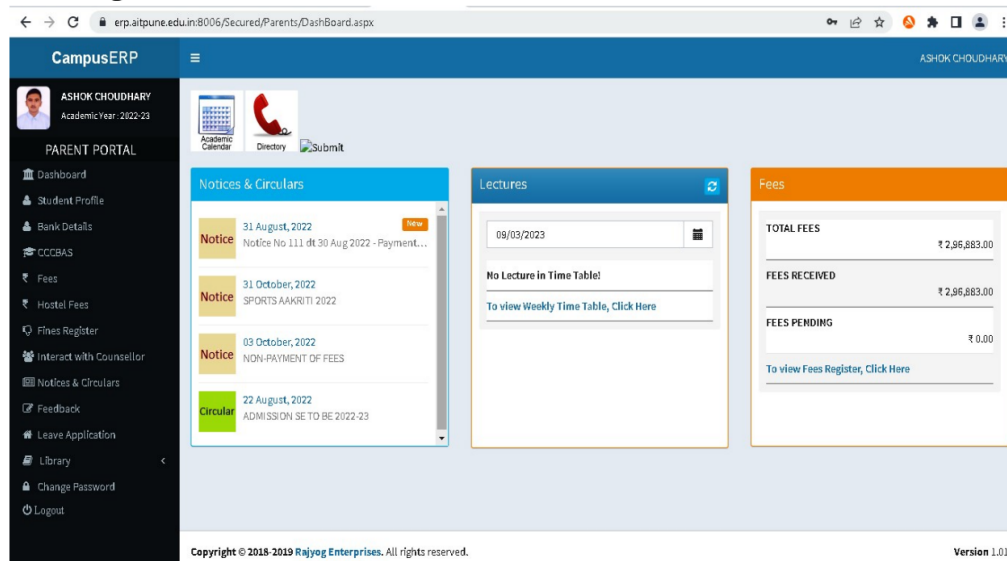 erp.aitpune.edu.in:8006/Secured/Parents/DashBoard.aspx
CampusERP
ASHOK CHOUDHARY
ASHOK CHOUDHARY
Academic Year : 2022-23
PARENT PORTAL
Dashboard
Student Profile
Bank Details
CCCBAS
₹ Fees
₹ Hostel Fees
Fines Register
Interact with Counsellor
Notices & Circulars
Feedback
Leave Application
Library
Change Password
Logout
Academic
Calendar
Directory
Submit
Notices & Circulars
Notice
31 August, 2022
New
Notice No 111 dt 30 Aug 2022 - Payment...
Notice
31 October, 2022
SPORTS AAKRITI 2022
Notice
03 October, 2022
NON-PAYMENT OF FEES
Circular
22 August, 2022
ADMISSION SE TO BE 2022-23
Lectures
09/03/2023
No Lecture in Time Table!
To view Weekly Time Table, Click Here
Fees
TOTAL FEES
₹ 2,96,883.00
FEES RECEIVED
₹ 2,96,883.00
FEES PENDING
₹ 0.00
To view Fees Register, Click Here
Copyright © 2018-2019 Rajyog Enterprises. All rights reserved.
Version 1.01